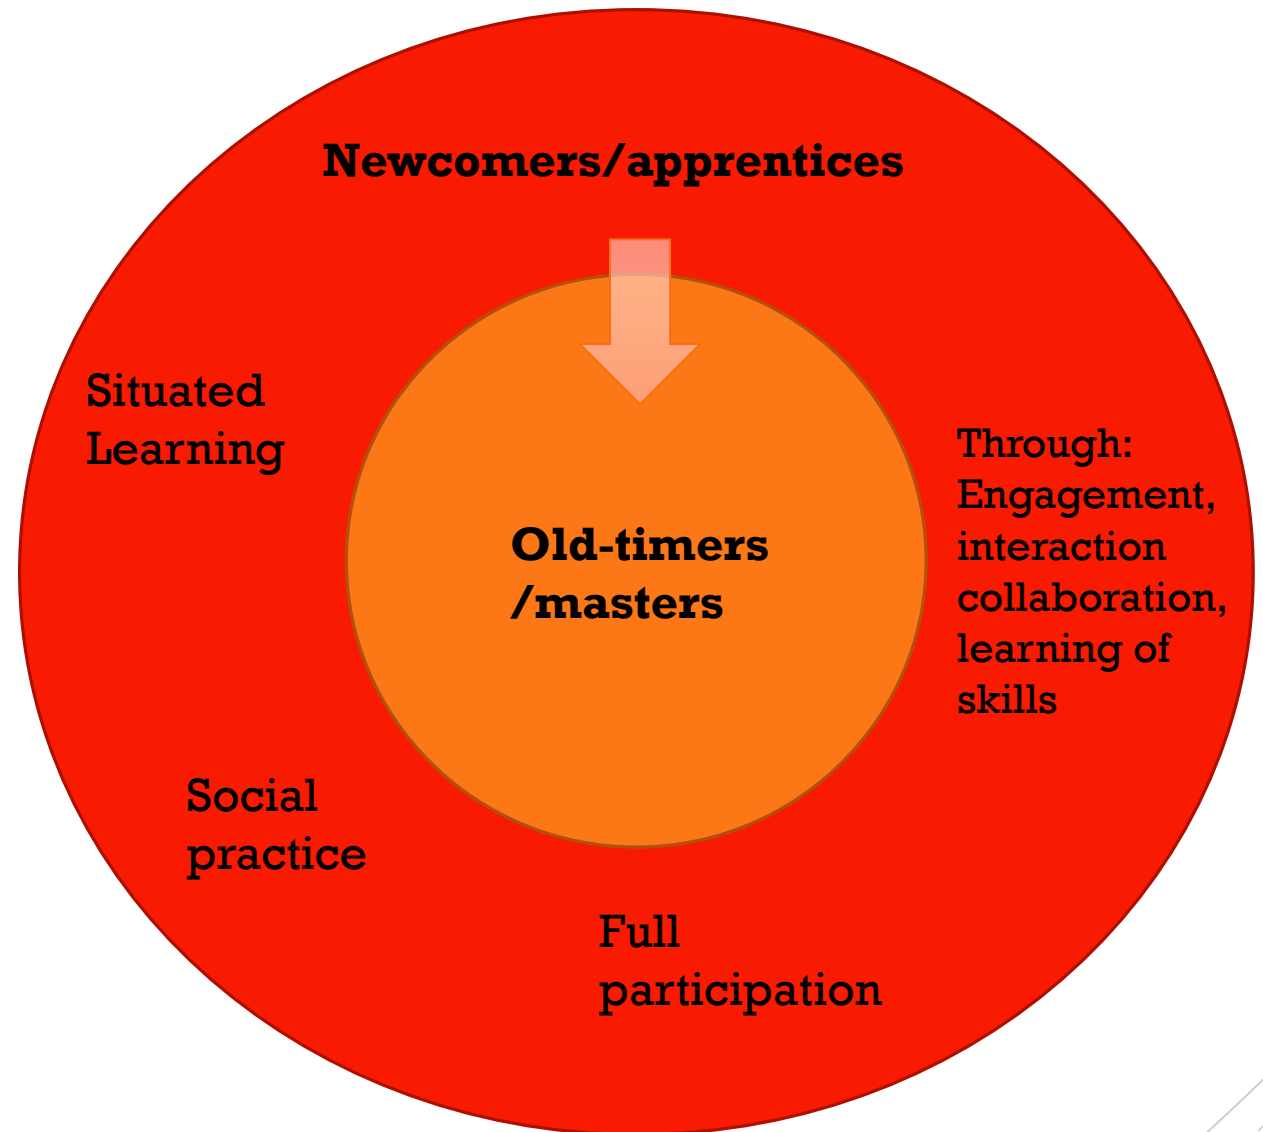 Newcomers/apprentices
Situated
Learning
Through:
Engagement,
interaction
collaboration,
learning of
skills
Old-timers
/masters
Social
practice
Full
participation